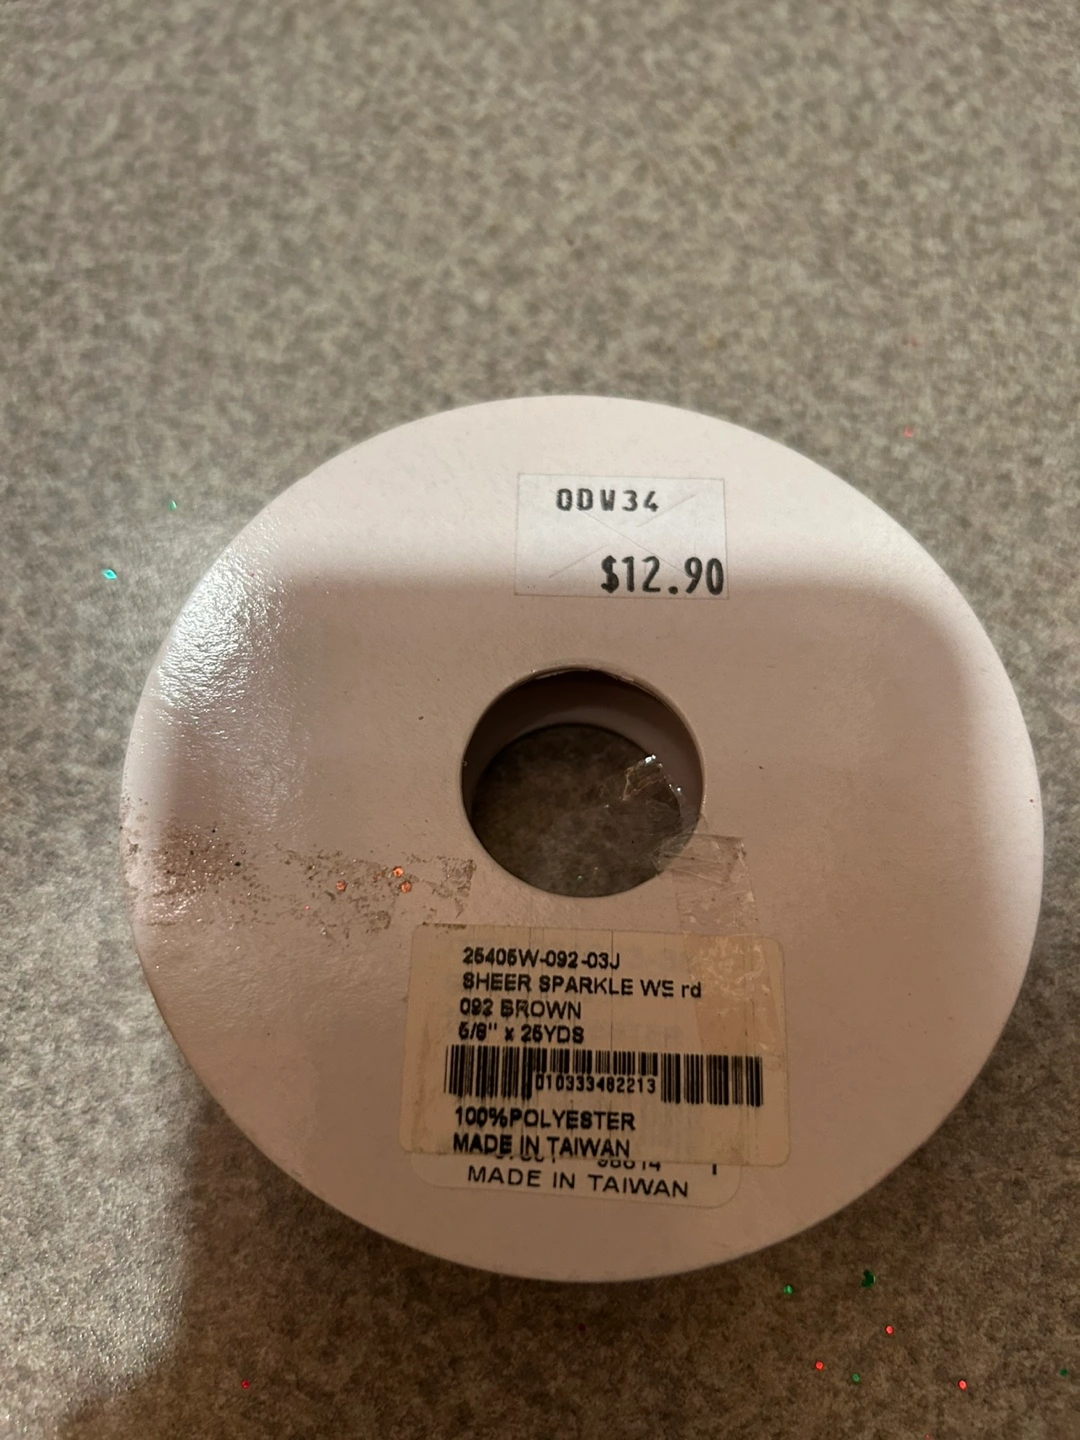 ODW34
$12.90
25405W-092-03J
SHEER SPARKLE WE rd
092 BROWN
5/8" x 25YDS
010333482213
100%POLYESTER
MADE IN TAIWAN
MADE IN TAIWAN